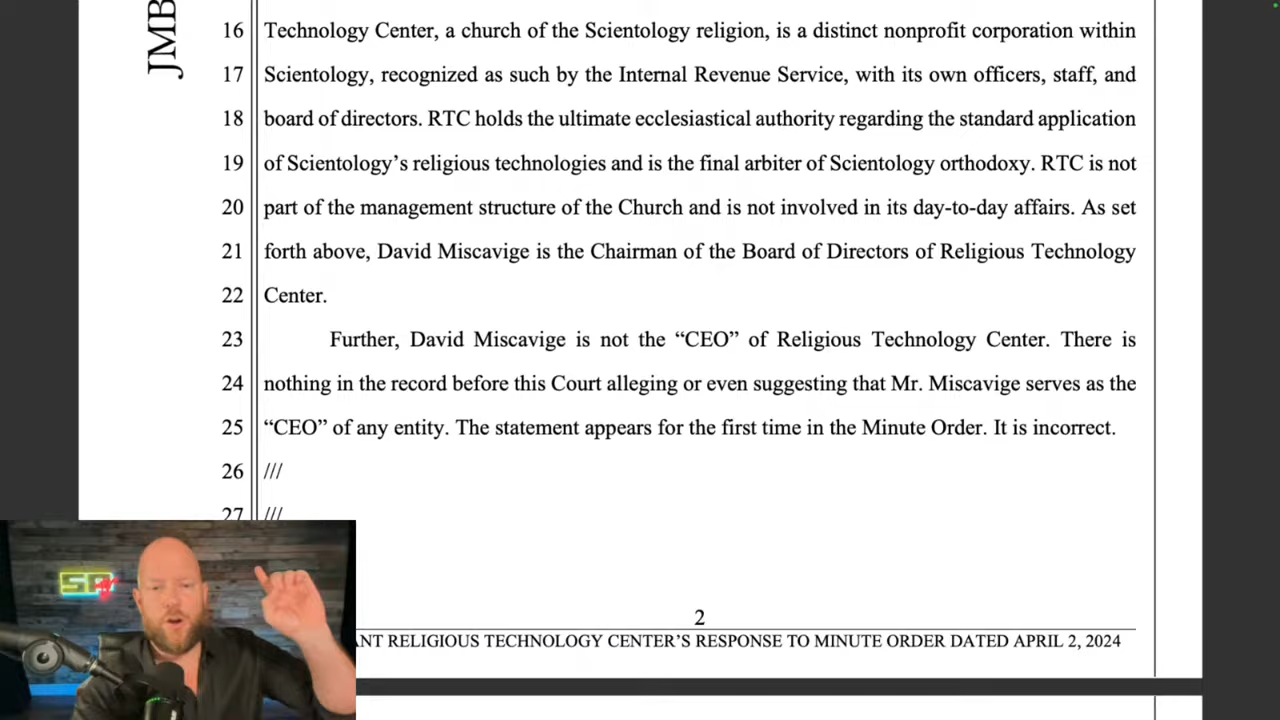 JMB
16 Technology Center, a church of the Scientology religion, is a distinct nonprofit corporation within
17 Scientology, recognized as such by the Internal Revenue Service, with its own officers, staff, and
18 board of directors. RTC holds the ultimate ecclesiastical authority regarding the standard application
19 of Scientology’s religious technologies and is the final arbiter of Scientology orthodoxy. RTC is not
20 part of the management structure of the Church and is not involved in its day-to-day affairs. As set
21 forth above, David Miscavige is the Chairman of the Board of Directors of Religious Technology
22 Center.
23 Further, David Miscavige is not the “CEO” of Religious Technology Center. There is
24 nothing in the record before this Court alleging or even suggesting that Mr. Miscavige serves as the
25 “CEO” of any entity. The statement appears for the first time in the Minute Order. It is incorrect.
26 ///
27 ///
2
ANT RELIGIOUS TECHNOLOGY CENTER’S RESPONSE TO MINUTE ORDER DATED APRIL 2, 2024
SP